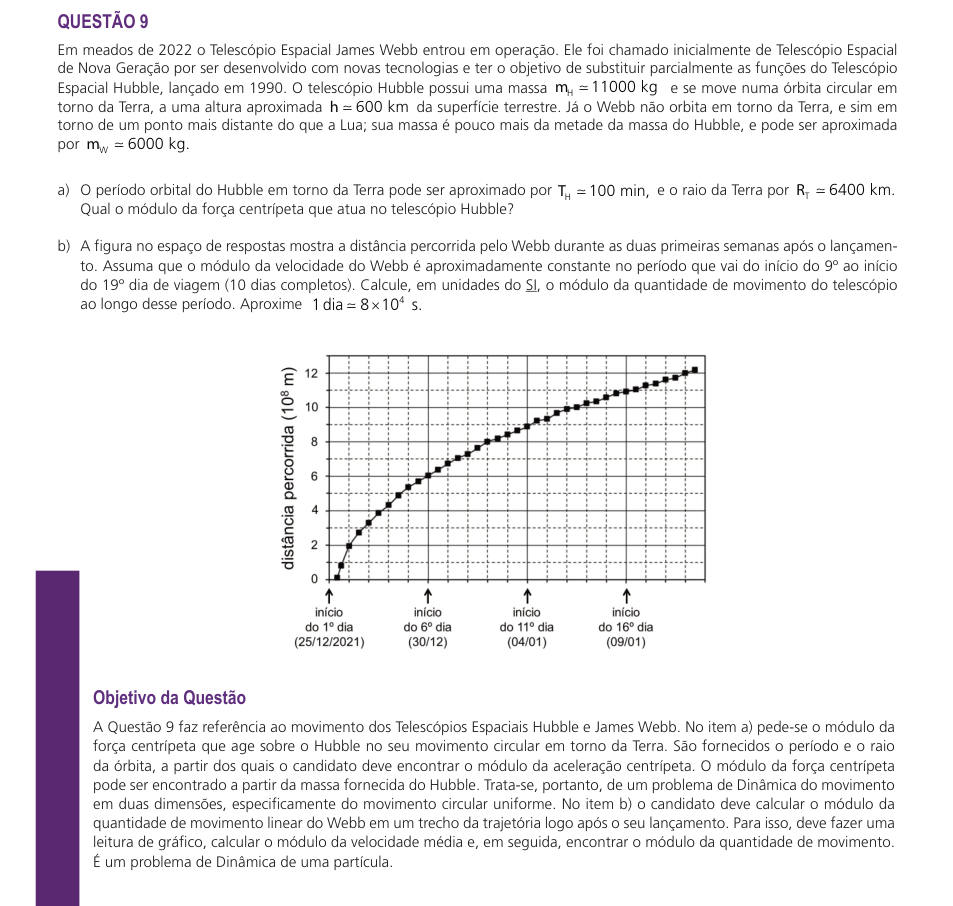 QUESTÃO 9
Em meados de 2022 o Telescópio Espacial James Webb entrou em operação. Ele foi chamado inicialmente de Telescópio Espacial
de Nova Geração por ser desenvolvido com novas tecnologias e ter o objetivo de substituir parcialmente as funções do Telescópio
Espacial Hubble, lançado em 1990. O telescópio Hubble possui uma massa m_H ≃ 11000 kg e se move numa órbita circular em
torno da Terra, a uma altura aproximada h ≃ 600 km da superfície terrestre. Já o Webb não orbita em torno da Terra, e sim em
torno de um ponto mais distante do que a Lua; sua massa é pouco mais da metade da massa do Hubble, e pode ser aproximada
por m_W ≃ 6000 kg.
a) O período orbital do Hubble em torno da Terra pode ser aproximado por T_H ≃ 100 min, e o raio da Terra por R_T ≃ 6400 km.
Qual o módulo da força centrípeta que atua no telescópio Hubble?
b) A figura no espaço de respostas mostra a distância percorrida pelo Webb durante as duas primeiras semanas após o lançamen-
to. Assuma que o módulo da velocidade do Webb é aproximadamente constante no período que vai do início do 9º ao início
do 19º dia de viagem (10 dias completos). Calcule, em unidades do SI, o módulo da quantidade de movimento do telescópio
ao longo desse período. Aproxime 1 dia ≃ 8 × 10⁴ s.
distância percorrida (10⁸ m)
12
10
8
6
4
2
0
início início início início
do 1º dia do 6º dia do 11º dia do 16º dia
(25/12/2021) (30/12) (04/01) (09/01)
Objetivo da Questão
A Questão 9 faz referência ao movimento dos Telescópios Espaciais Hubble e James Webb. No item a) pede-se o módulo da
força centrípeta que age sobre o Hubble no seu movimento circular em torno da Terra. São fornecidos o período e o raio
da órbita, a partir dos quais o candidato deve encontrar o módulo da aceleração centrípeta. O módulo da força centrípeta
pode ser encontrado a partir da massa fornecida do Hubble. Trata-se, portanto, de um problema de Dinâmica do movimento
em duas dimensões, especificamente do movimento circular uniforme. No item b) o candidato deve calcular o módulo da
quantidade de movimento linear do Webb em um trecho da trajetória logo após o seu lançamento. Para isso, deve fazer uma
leitura de gráfico, calcular o módulo da velocidade média e, em seguida, encontrar o módulo da quantidade de movimento.
É um problema de Dinâmica de uma partícula.